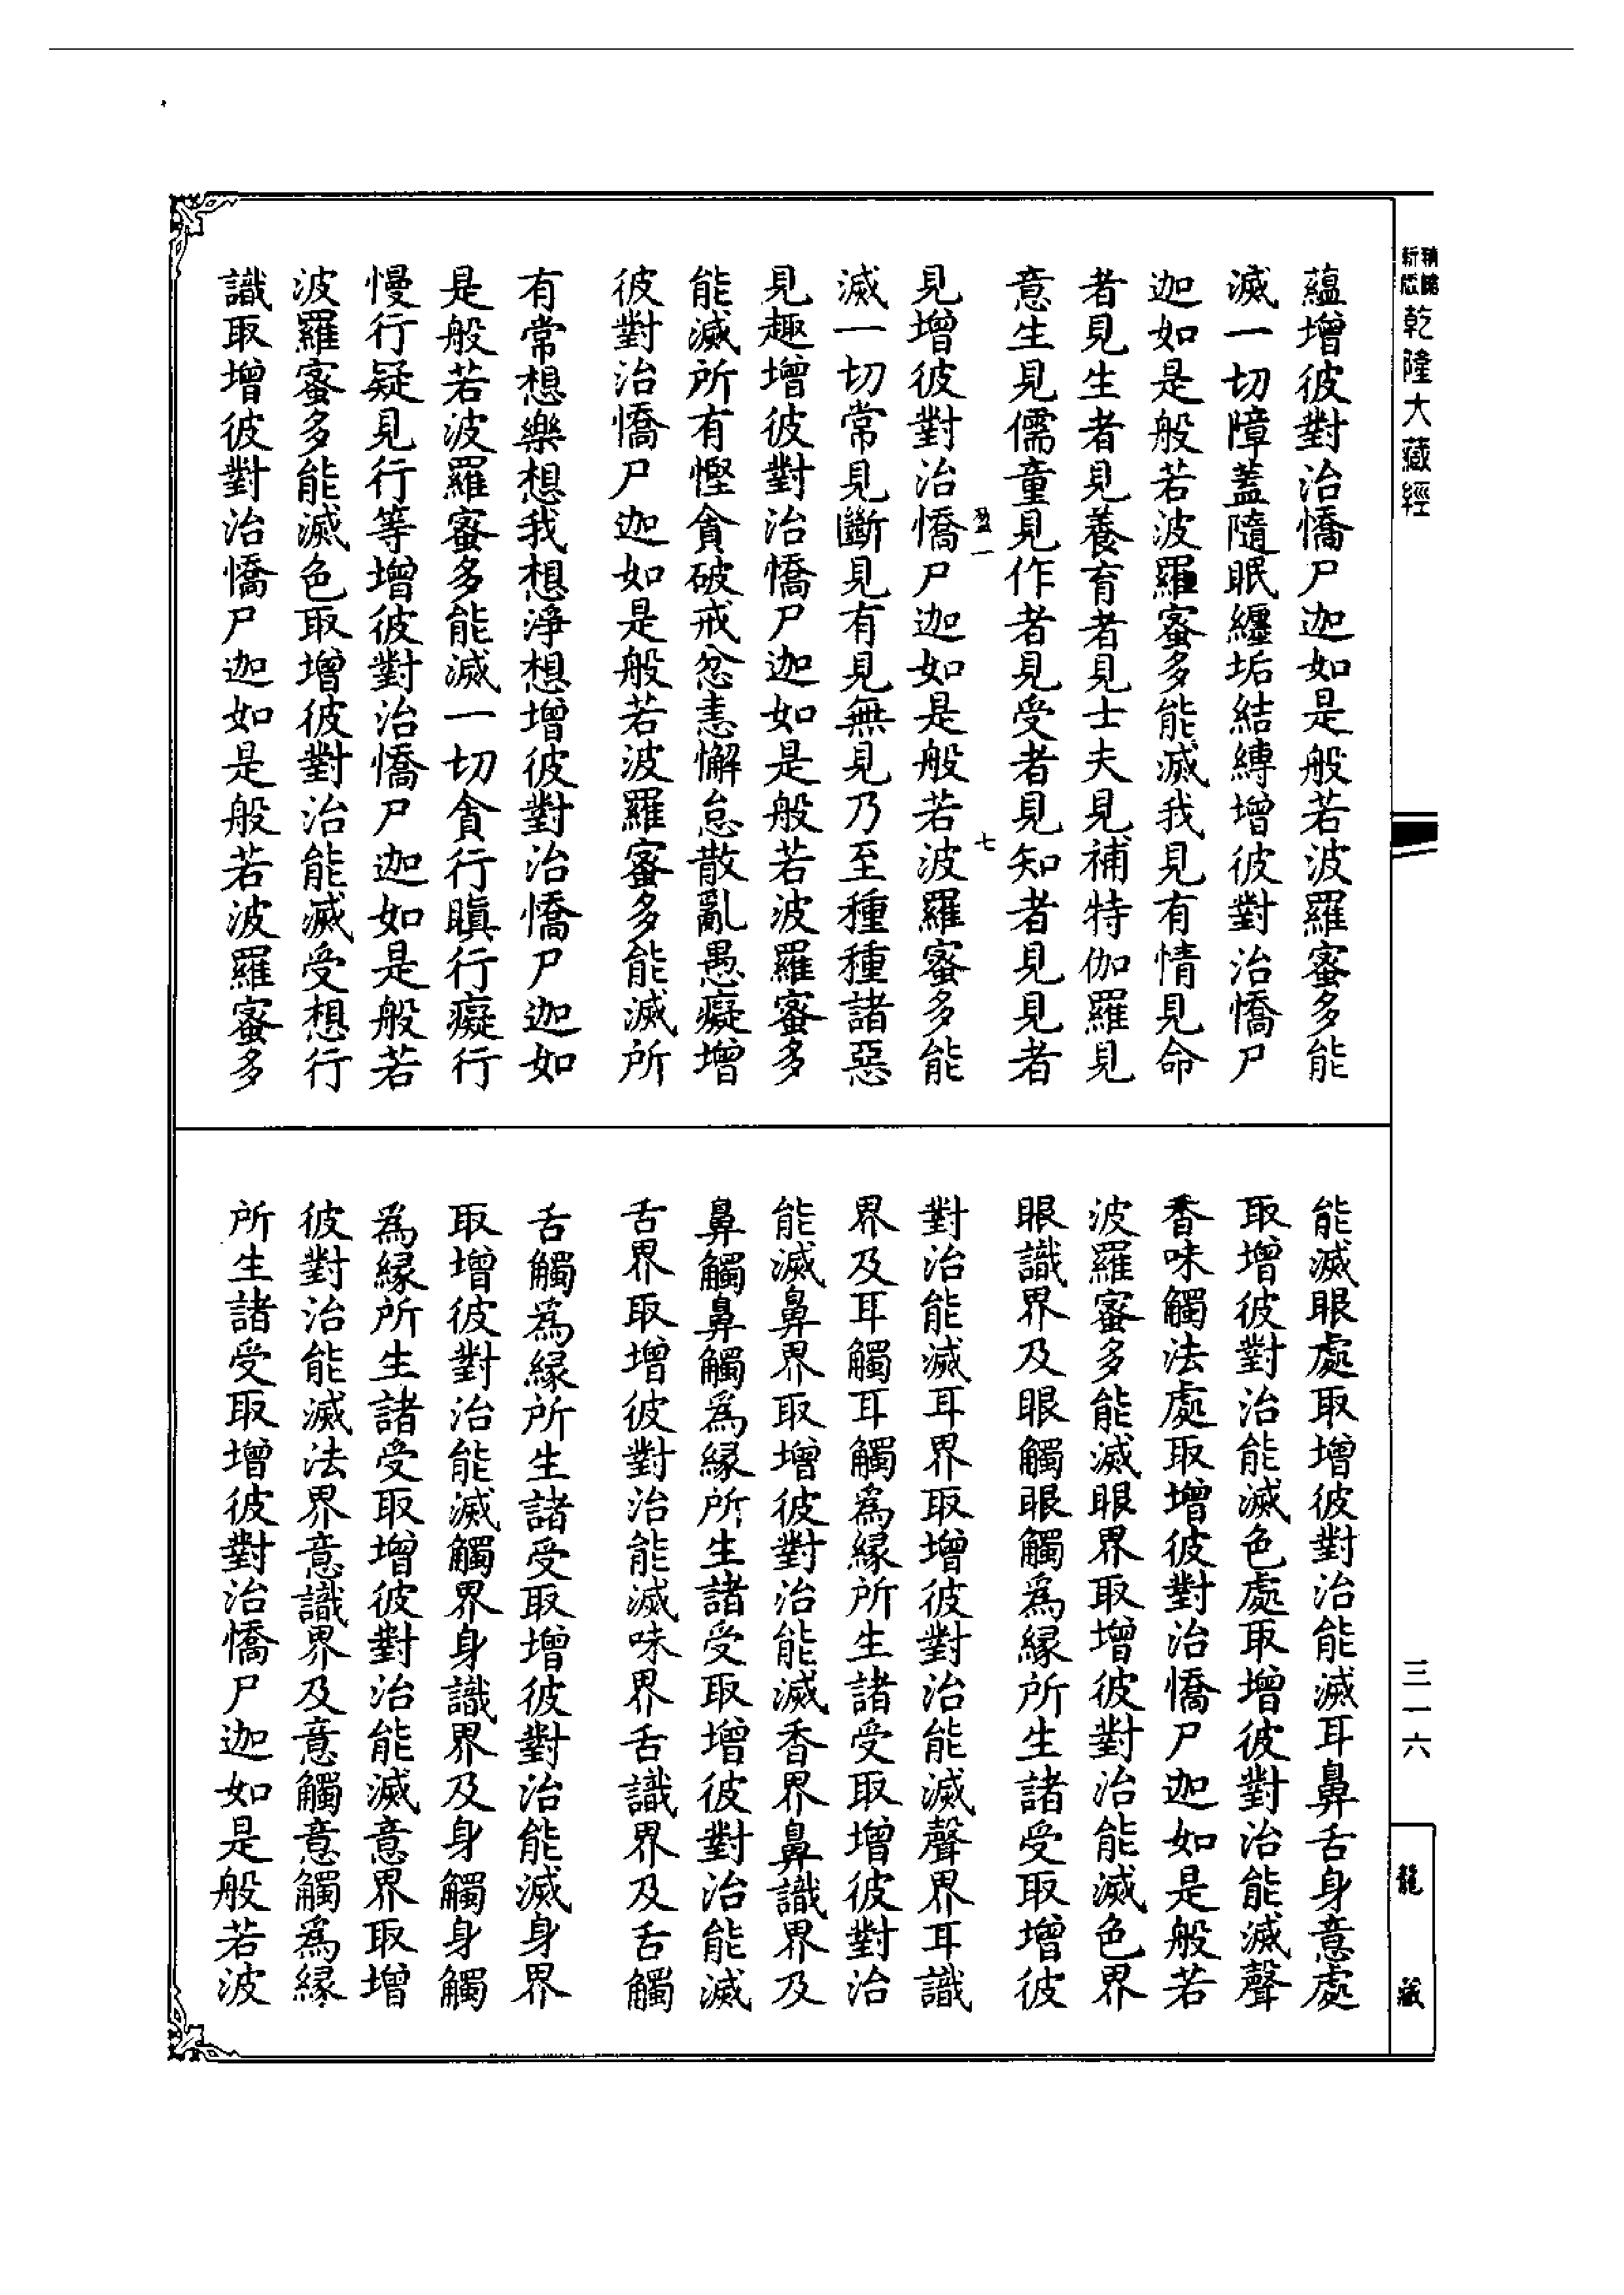 乾隆大藏經
蘊增彼對治憍尸迦如是般若波羅蜜多能
滅一切障蓋隨眠纏垢結縛增彼對治憍尸
迦如是般若波羅蜜多能滅我見有情見命
者見生者見養育者見士夫見補特伽羅見
意生見儒童見作者見受者見知者見見者
見增彼對治憍尸迦如是般若波羅蜜多能
滅一切常見斷見有見無見乃至種種諸惡
見趣增彼對治憍尸迦如是般若波羅蜜多
能滅所有慳貪破戒忿恚懈怠散亂愚癡增
彼對治憍尸迦如是般若波羅蜜多能滅所
有常想樂想我想淨想增彼對治憍尸迦如
是般若波羅蜜多能滅一切貪行瞋行癡行
慢行疑見行等增彼對治憍尸迦如是般若
波羅蜜多能滅色取增彼對治能滅受想行
識取增彼對治憍尸迦如是般若波羅蜜多
能滅眼處取增彼對治能滅耳鼻舌身意處
取增彼對治能滅色處取增彼對治能滅聲
香味觸法處取增彼對治憍尸迦如是般若
波羅蜜多能滅眼界取增彼對治能滅色界
眼識界及眼觸眼觸為緣所生諸受取增彼
對治能滅耳界取增彼對治能滅聲界耳識
界及耳觸耳觸為緣所生諸受取增彼對治
能滅鼻界取增彼對治能滅香界鼻識界及
鼻觸鼻觸為緣所生諸受取增彼對治能滅
舌界取增彼對治能滅味界舌識界及舌觸
舌觸為緣所生諸受取增彼對治能滅身界
取增彼對治能滅觸界身識界及身觸身觸
為緣所生諸受取增彼對治能滅意界取增
彼對治能滅法界意識界及意觸意觸為緣
所生諸受取增彼對治憍尸迦如是般若波
盈一
七
三一六
龍藏